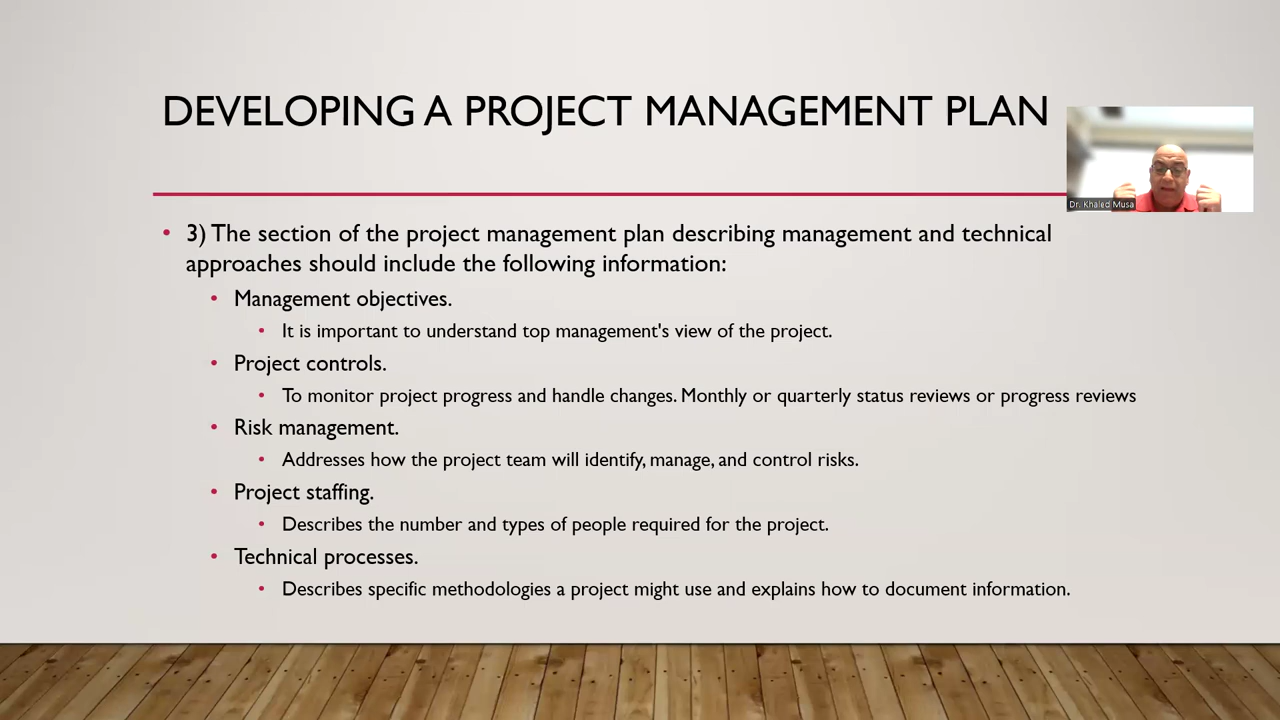 DEVELOPING A PROJECT MANAGEMENT PLAN
Dr. Khaled Musa
• 3) The section of the project management plan describing management and technical
approaches should include the following information:
• Management objectives.
• It is important to understand top management's view of the project.
• Project controls.
• To monitor project progress and handle changes. Monthly or quarterly status reviews or progress reviews
• Risk management.
• Addresses how the project team will identify, manage, and control risks.
• Project staffing.
• Describes the number and types of people required for the project.
• Technical processes.
• Describes specific methodologies a project might use and explains how to document information.